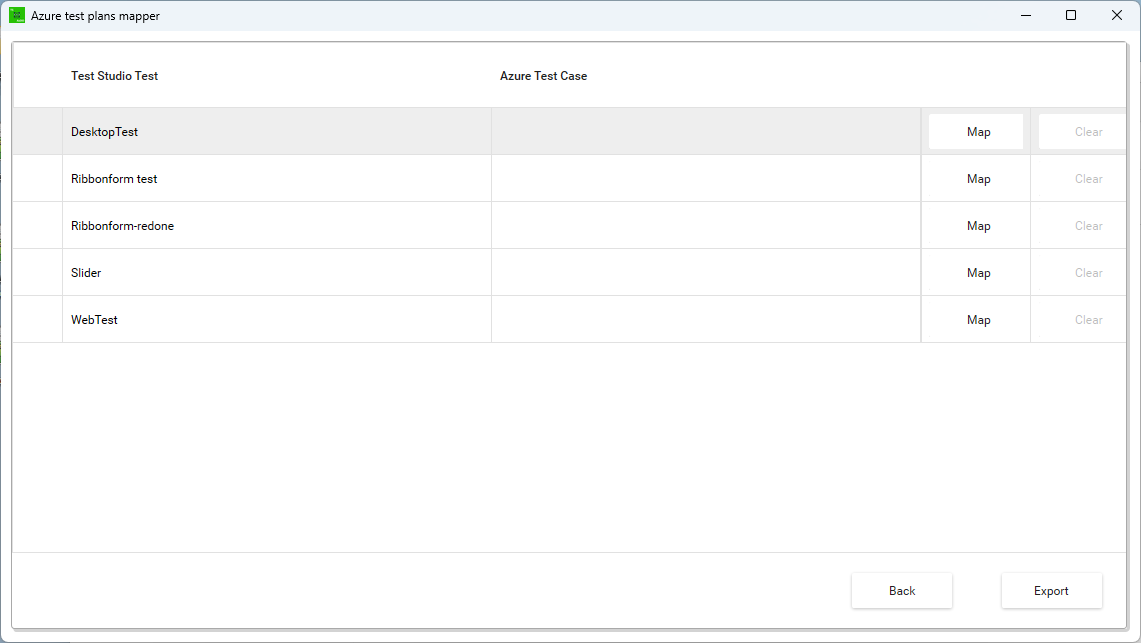 Azure test plans mapper
Test Studio Test Azure Test Case
DesktopTest Map Clear
Ribbonform test Map Clear
Ribbonform-redone Map Clear
Slider Map Clear
WebTest Map Clear
Back Export